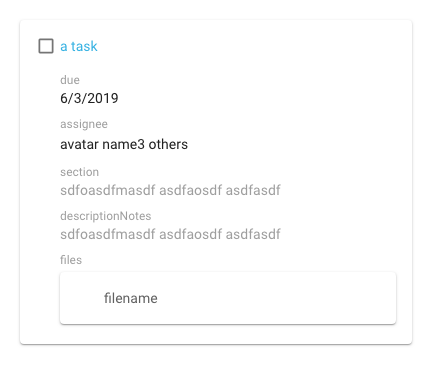 a task
due
6/3/2019
assignee
avatar name3 others
section
sdfoasdfmasdf asdfaosdf asdfasdf
descriptionNotes
sdfoasdfmasdf asdfaosdf asdfasdf
files
filename